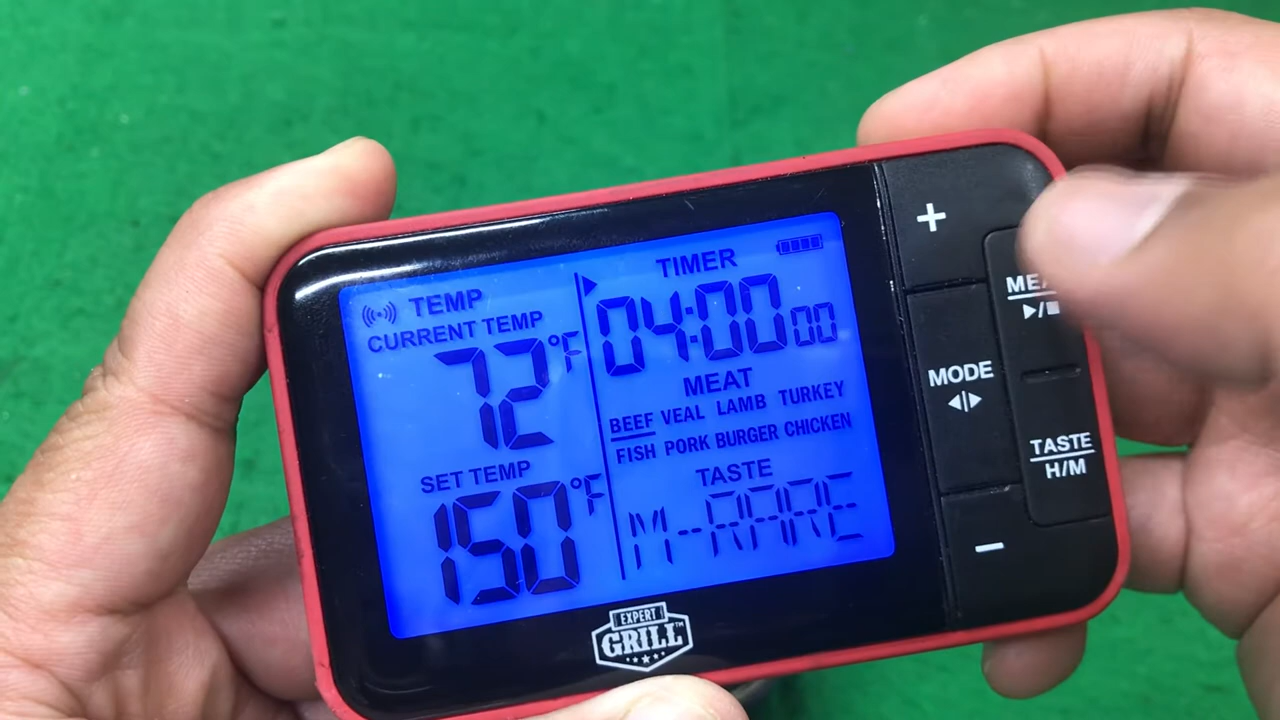 TEMP
CURRENT TEMP
72°F
SET TEMP
150°F
TIMER
04:00 00
MEAT
BEEF VEAL LAMB TURKEY
FISH PORK BURGER CHICKEN
TASTE
M-RARE
EXPERT
GRILL™
+
MODE
−
TASTE
H/M